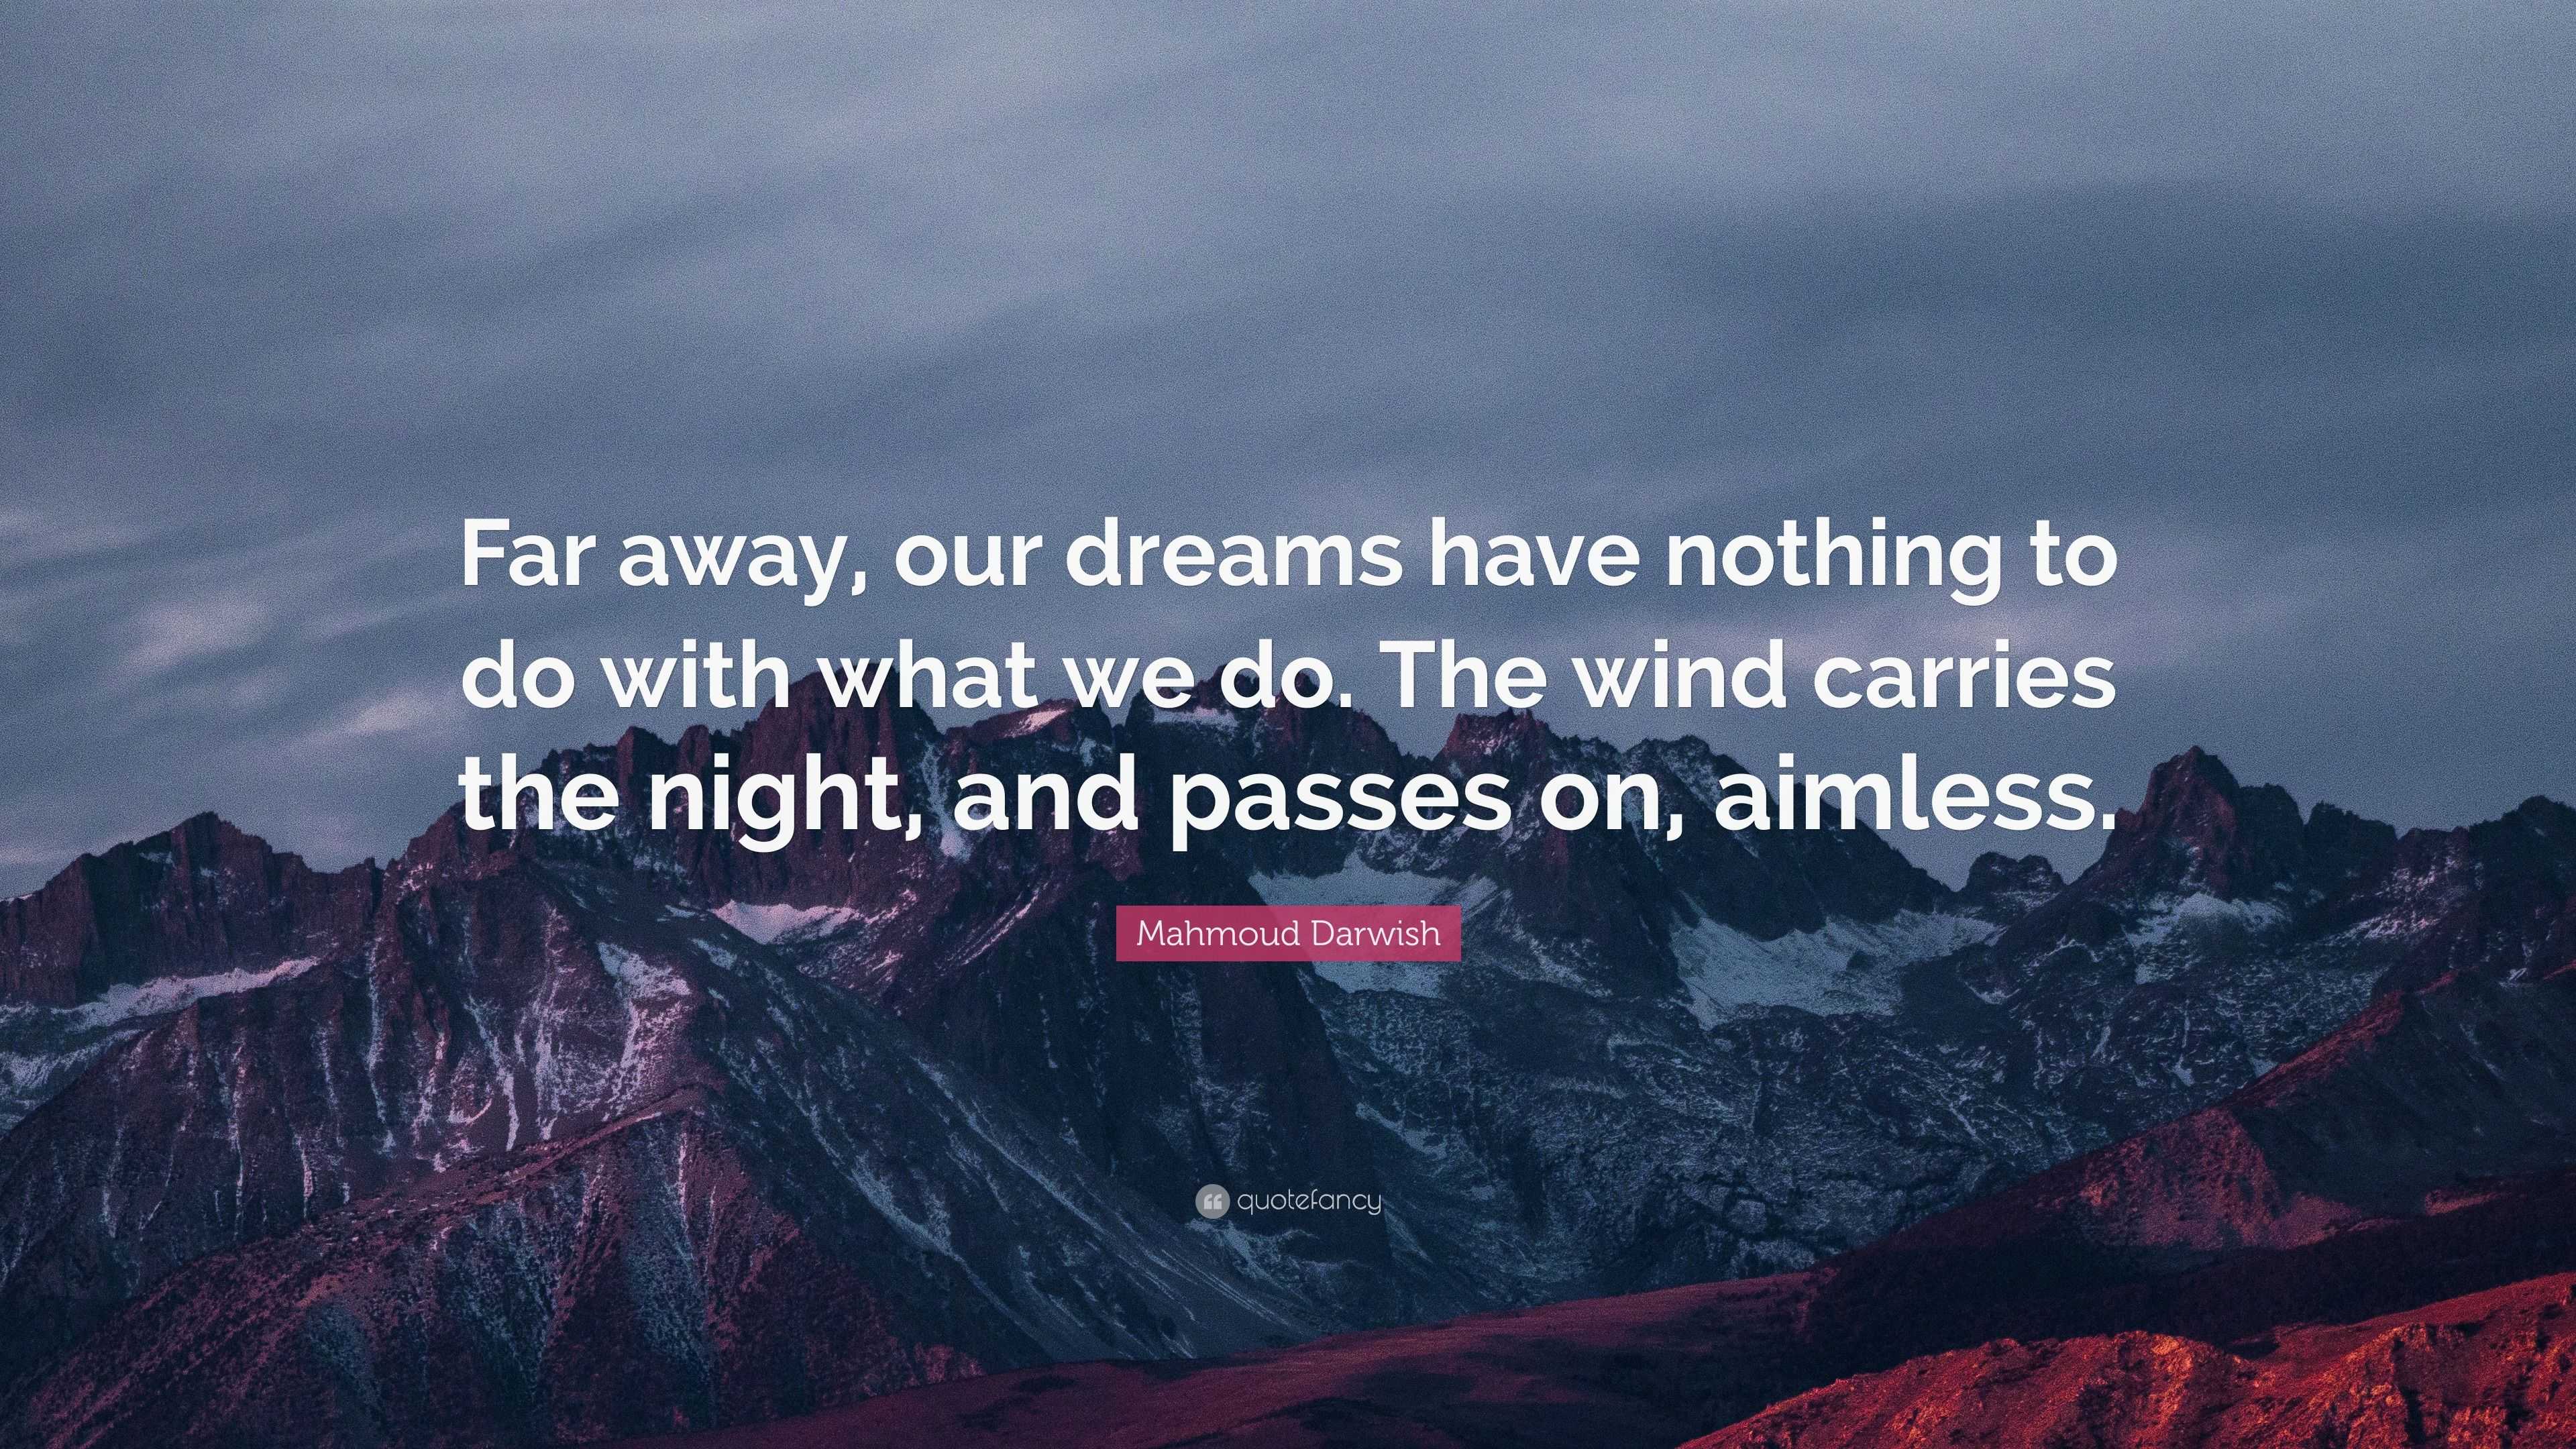 Far away, our dreams have nothing to
do with what we do. The wind carries
the night, and passes on, aimless.
Mahmoud Darwish
quotefancy